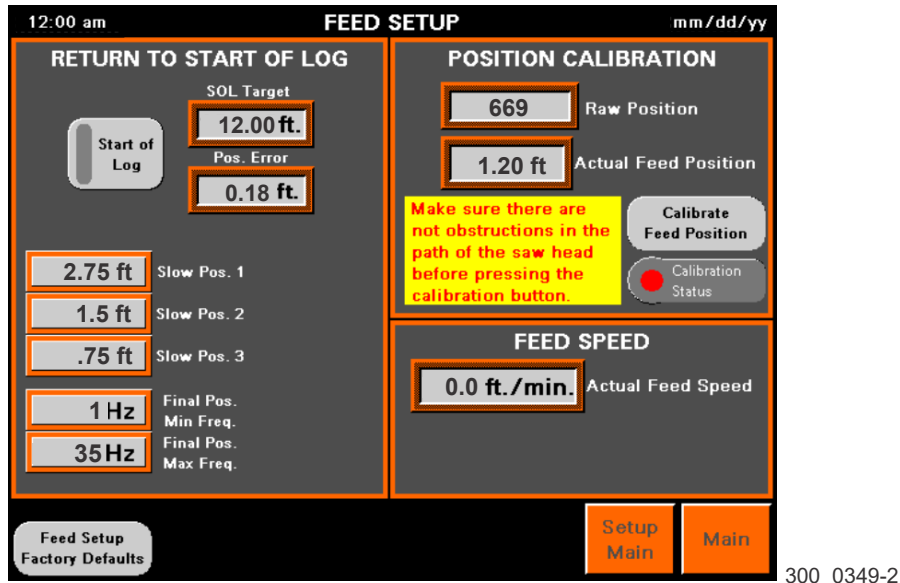 12:00 am FEED SETUP mm/dd/yy
RETURN TO START OF LOG
SOL Target
12.00 ft.
Start of
Log
Pos. Error
0.18 ft.
2.75 ft Slow Pos. 1
1.5 ft Slow Pos. 2
.75 ft Slow Pos. 3
1 Hz Final Pos.
Min Freq.
35 Hz Final Pos.
Max Freq.
POSITION CALIBRATION
669 Raw Position
1.20 ft Actual Feed Position
Make sure there are
not obstructions in the
path of the saw head
before pressing the
calibration button.
Calibrate
Feed Position
Calibration
Status
FEED SPEED
0.0 ft./min. Actual Feed Speed
Feed Setup
Factory Defaults
Setup
Main
Main
300_0349-2